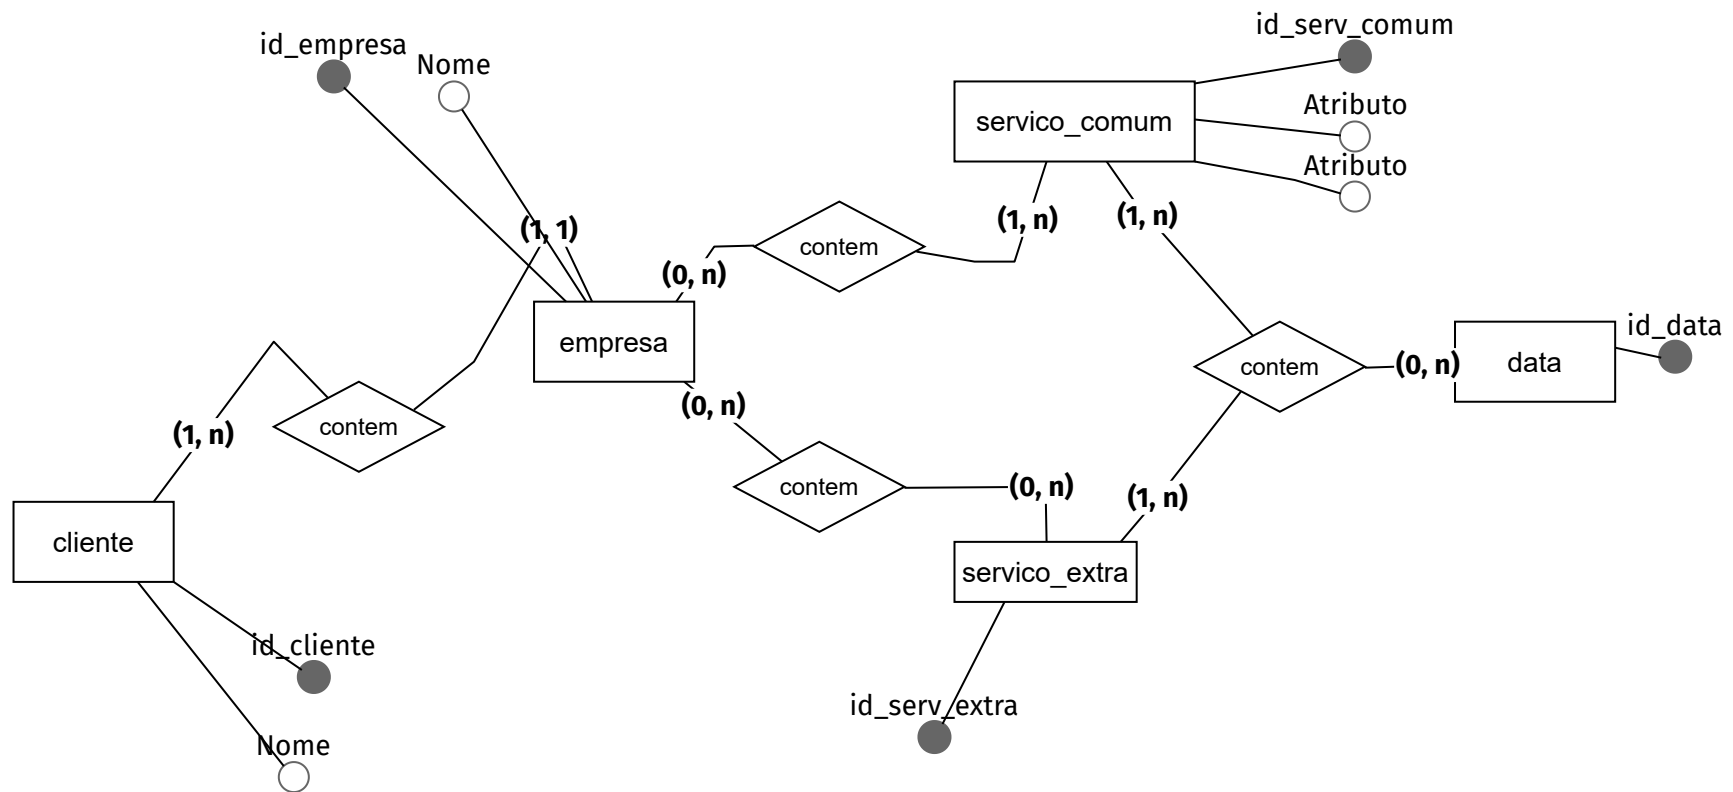 id_empresa
Nome
id_serv_comum
servico_comum
Atributo
Atributo
(1, 1)
(1, n)
(1, n)
contem
(0, n)
empresa
id_data
contem
(0, n)
data
(0, n)
(1, n)
contem
contem
(0, n)
(1, n)
cliente
servico_extra
id_cliente
id_serv_extra
Nome